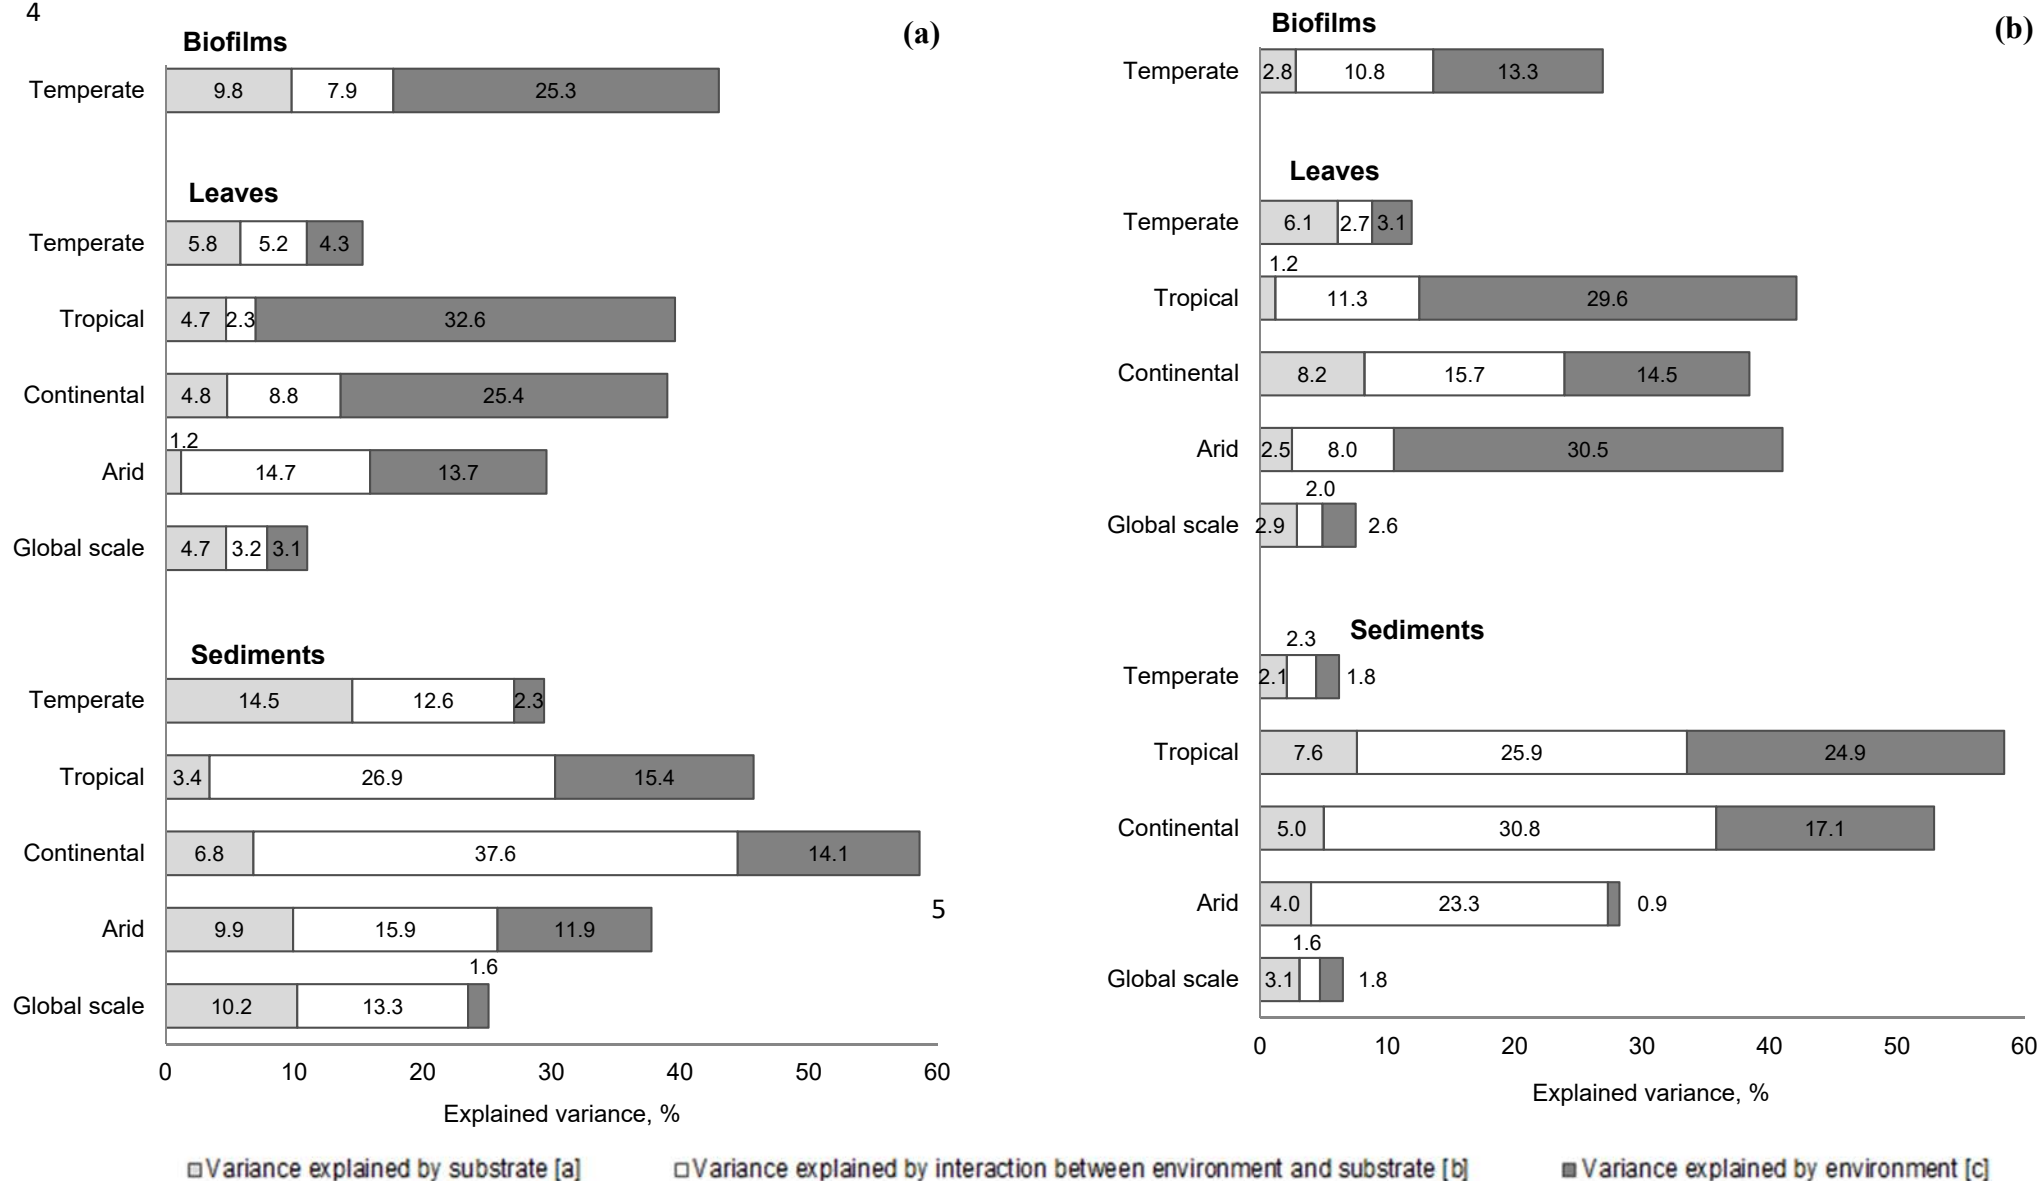 4
(a)
Biofilms
Temperate 9.8 7.9 25.3
Leaves
Temperate 5.8 5.2 4.3
Tropical 4.7 2.3 32.6
Continental 4.8 8.8 25.4
1.2
Arid 14.7 13.7
Global scale 4.7 3.2 3.1
Sediments
Temperate 14.5 12.6 2.3
Tropical 3.4 26.9 15.4
Continental 6.8 37.6 14.1
5
Arid 9.9 15.9 11.9
1.6
Global scale 10.2 13.3
0 10 20 30 40 50 60
Explained variance, %
(b)
Biofilms
Temperate 2.8 10.8 13.3
Leaves
Temperate 6.1 2.7 3.1
1.2
Tropical 11.3 29.6
Continental 8.2 15.7 14.5
Arid 2.5 8.0 30.5
2.0
Global scale 2.9 2.6
Sediments
2.3
Temperate 2.1 1.8
Tropical 7.6 25.9 24.9
Continental 5.0 30.8 17.1
Arid 4.0 23.3 0.9
1.6
Global scale 3.1 1.8
0 10 20 30 40 50 60
Explained variance, %
Variance explained by substrate [a] Variance explained by interaction between environment and substrate [b] Variance explained by environment [c]